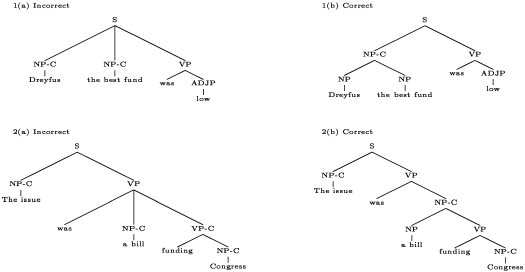 1(a) Incorrect
S
NP-C NP-C VP
Dreyfus the best fund was ADJP
low
1(b) Correct
S
NP-C VP
NP NP was ADJP
Dreyfus the best fund low
2(a) Incorrect
S
NP-C VP
The issue
was NP-C VP-C
a bill funding NP-C
Congress
2(b) Correct
S
NP-C VP
The issue was NP-C
NP VP
a bill funding NP-C
Congress